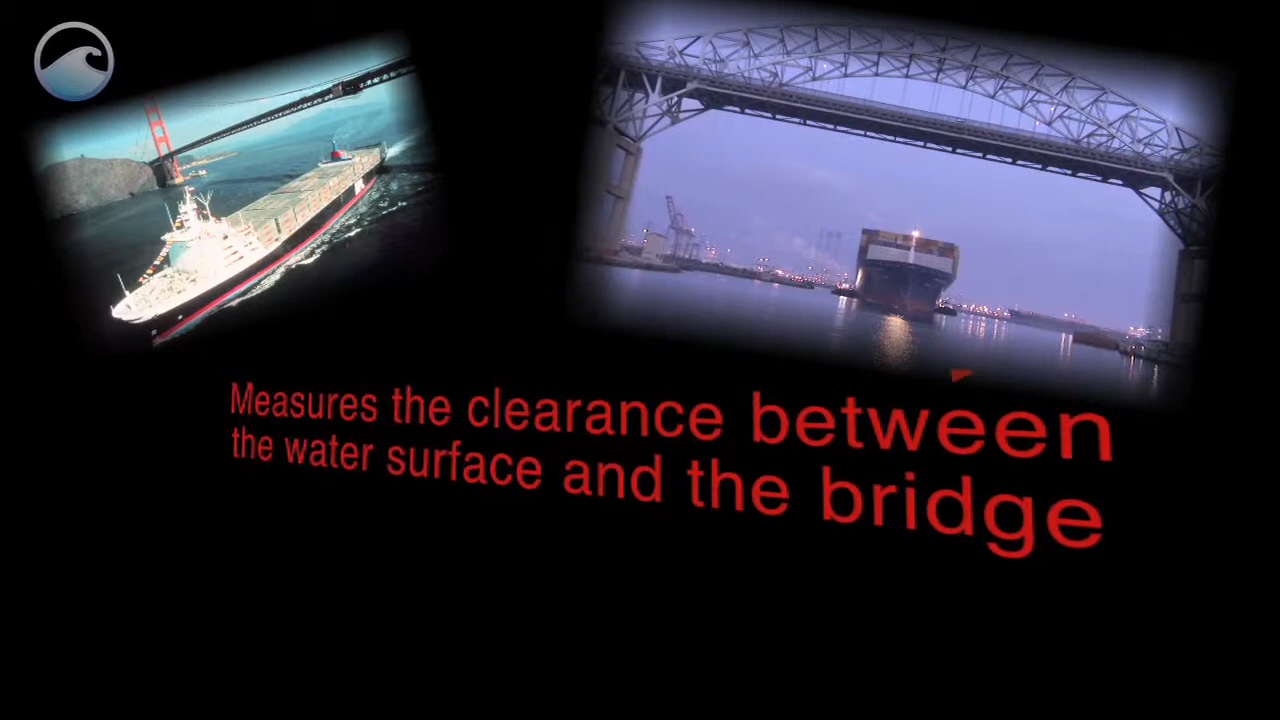 Measures the clearance between
the water surface and the bridge